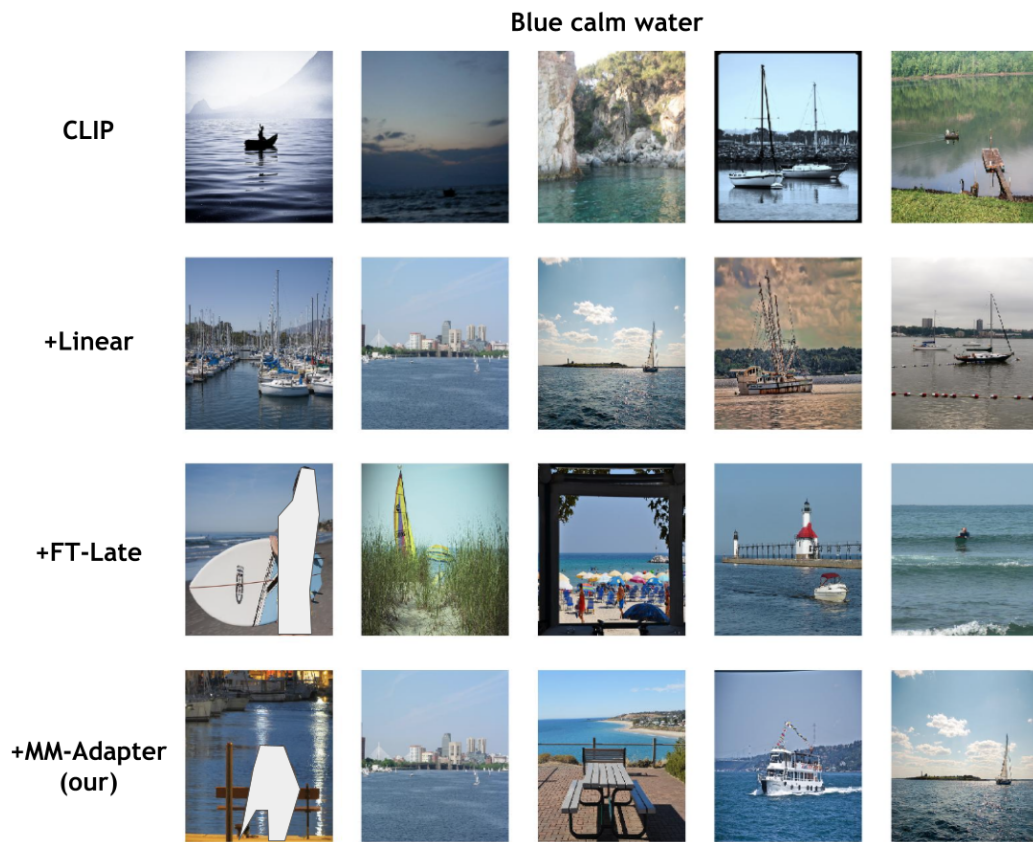 Blue calm water
CLIP
+Linear
+FT-Late
+MM-Adapter
(our)